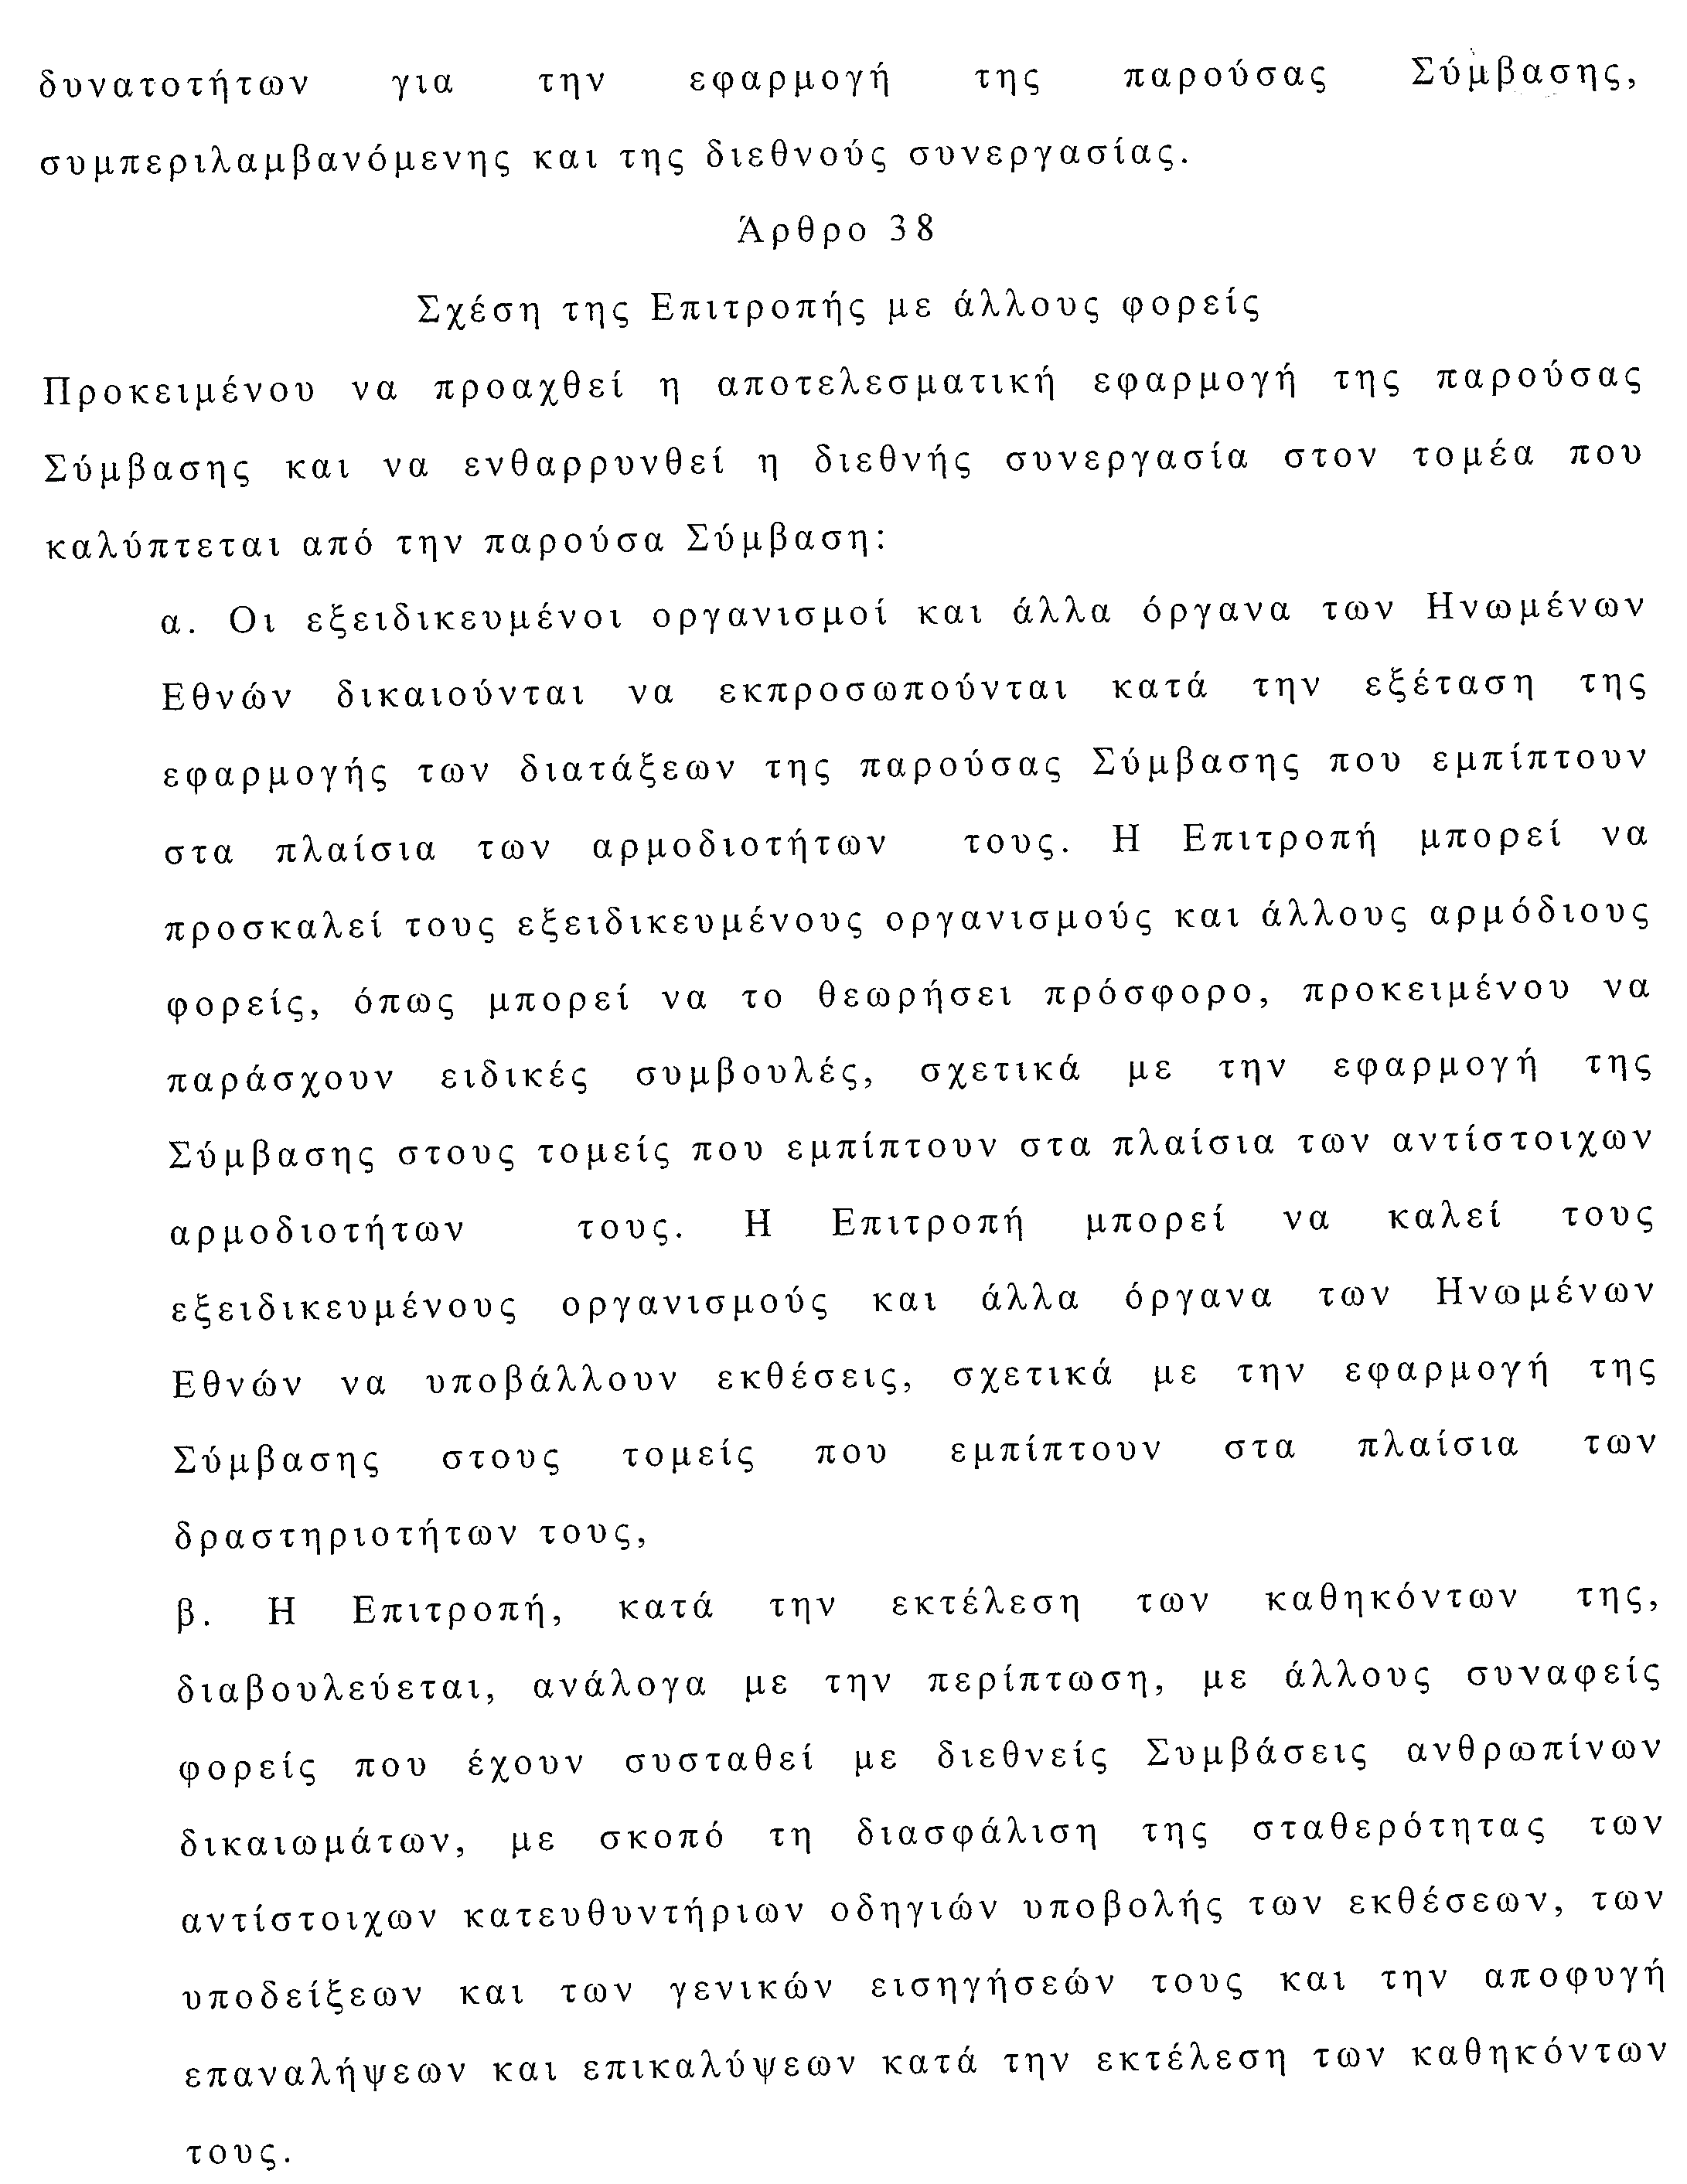 δυνατοτήτων για την εφαρμογή της παρούσας Σύμβασης,
συμπεριλαμβανόμενης και της διεθνούς συνεργασίας.
Άρθρο 38
Σχέση της Επιτροπής με άλλους φορείς
Προκειμένου να προαχθεί η αποτελεσματική εφαρμογή της παρούσας
Σύμβασης και να ενθαρρυνθεί η διεθνής συνεργασία στον τομέα που
καλύπτεται από την παρούσα Σύμβαση:
α. Οι εξειδικευμένοι οργανισμοί και άλλα όργανα των Ηνωμένων
Εθνών δικαιούνται να εκπροσωπούνται κατά την εξέταση της
εφαρμογής των διατάξεων της παρούσας Σύμβασης που εμπίπτουν
στα πλαίσια των αρμοδιοτήτων τους. Η Επιτροπή μπορεί να
προσκαλεί τους εξειδικευμένους οργανισμούς και άλλους αρμόδιους
φορείς, όπως μπορεί να το θεωρήσει πρόσφορο, προκειμένου να
παράσχουν ειδικές συμβουλές, σχετικά με την εφαρμογή της
Σύμβασης στους τομείς που εμπίπτουν στα πλαίσια των αντίστοιχων
αρμοδιοτήτων τους. Η Επιτροπή μπορεί να καλεί τους
εξειδικευμένους οργανισμούς και άλλα όργανα των Ηνωμένων
Εθνών να υποβάλλουν εκθέσεις, σχετικά με την εφαρμογή της
Σύμβασης στους τομείς που εμπίπτουν στα πλαίσια των
δραστηριοτήτων τους,
β. Η Επιτροπή, κατά την εκτέλεση των καθηκόντων της,
διαβουλεύεται, ανάλογα με την περίπτωση, με άλλους συναφείς
φορείς που έχουν συσταθεί με διεθνείς Συμβάσεις ανθρωπίνων
δικαιωμάτων, με σκοπό τη διασφάλιση της σταθερότητας των
αντίστοιχων κατευθυντήριων οδηγιών υποβολής των εκθέσεων, των
υποδείξεων και των γενικών εισηγήσεών τους και την αποφυγή
επαναλήψεων και επικαλύψεων κατά την εκτέλεση των καθηκόντων
τους.